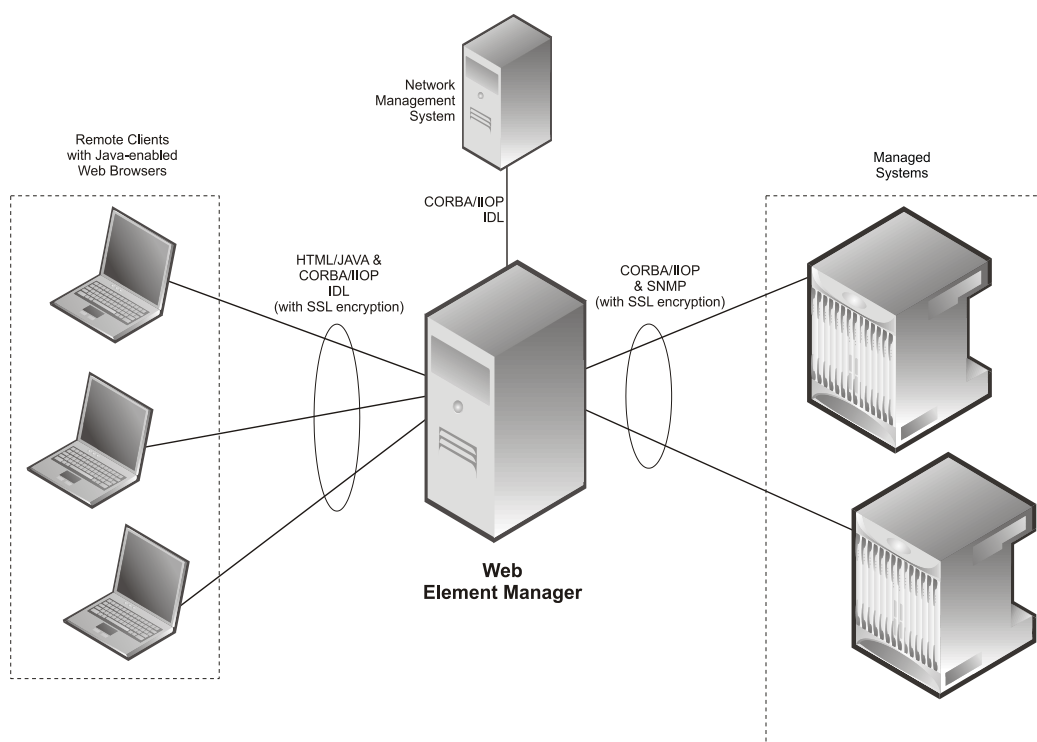 Network
Management
System
Remote Clients
with Java-enabled
Web Browsers
Managed
Systems
CORBA/IIOP
IDL
HTML/JAVA &
CORBA/IIOP
IDL
(with SSL encryption)
CORBA/IIOP
& SNMP
(with SSL encryption)
Web
Element Manager